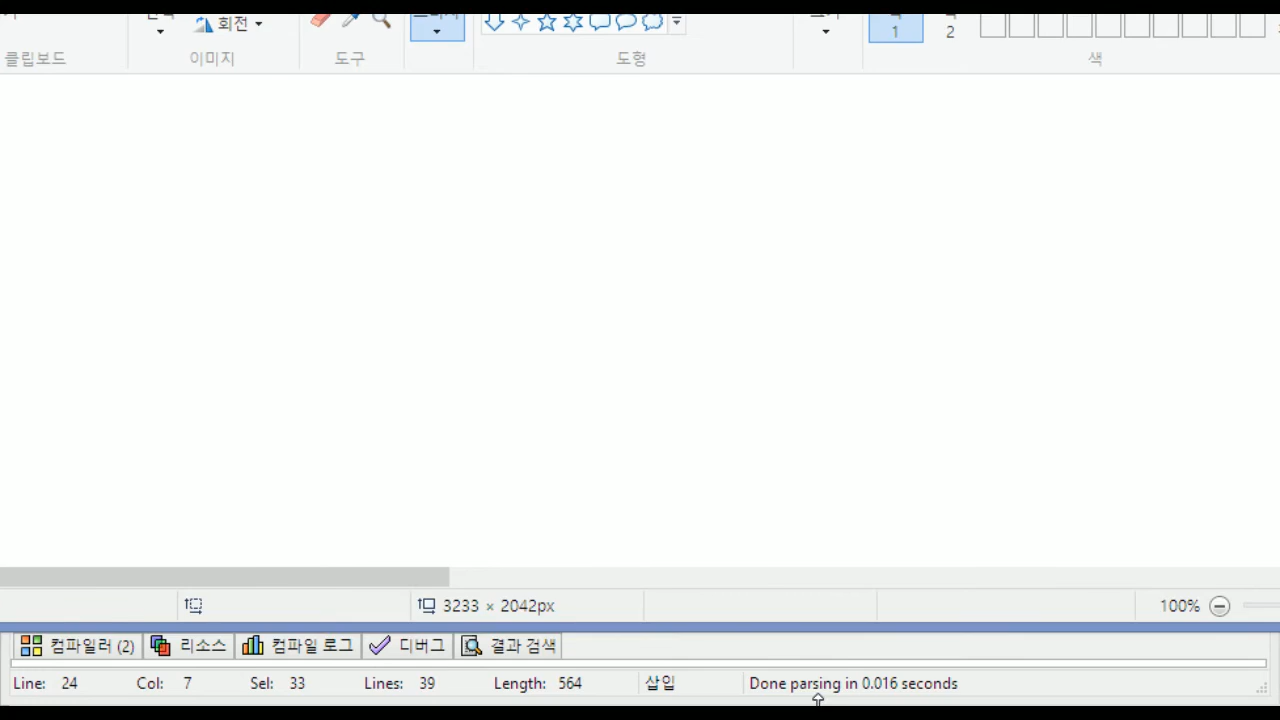 회전
1
2
클립보드
이미지
도구
도형
색
3233 × 2042px
100%
컴파일러 (2)
리소스
컴파일 로그
디버그
결과 검색
Line: 24
Col: 7
Sel: 33
Lines: 39
Length: 564
삽입
Done parsing in 0.016 seconds